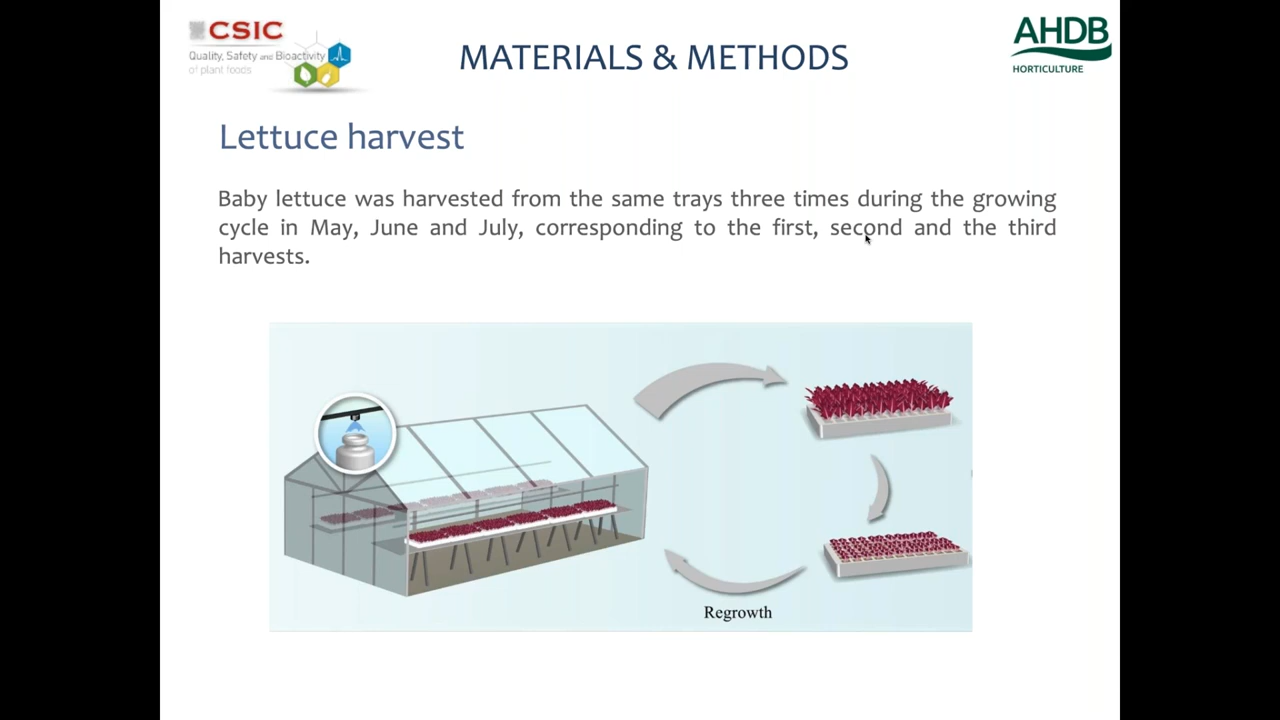 CSIC
Quality, Safety and Bioactivity
of plant foods
MATERIALS & METHODS
AHDB
HORTICULTURE
Lettuce harvest
Baby lettuce was harvested from the same trays three times during the growing
cycle in May, June and July, corresponding to the first, second and the third
harvests.
Regrowth